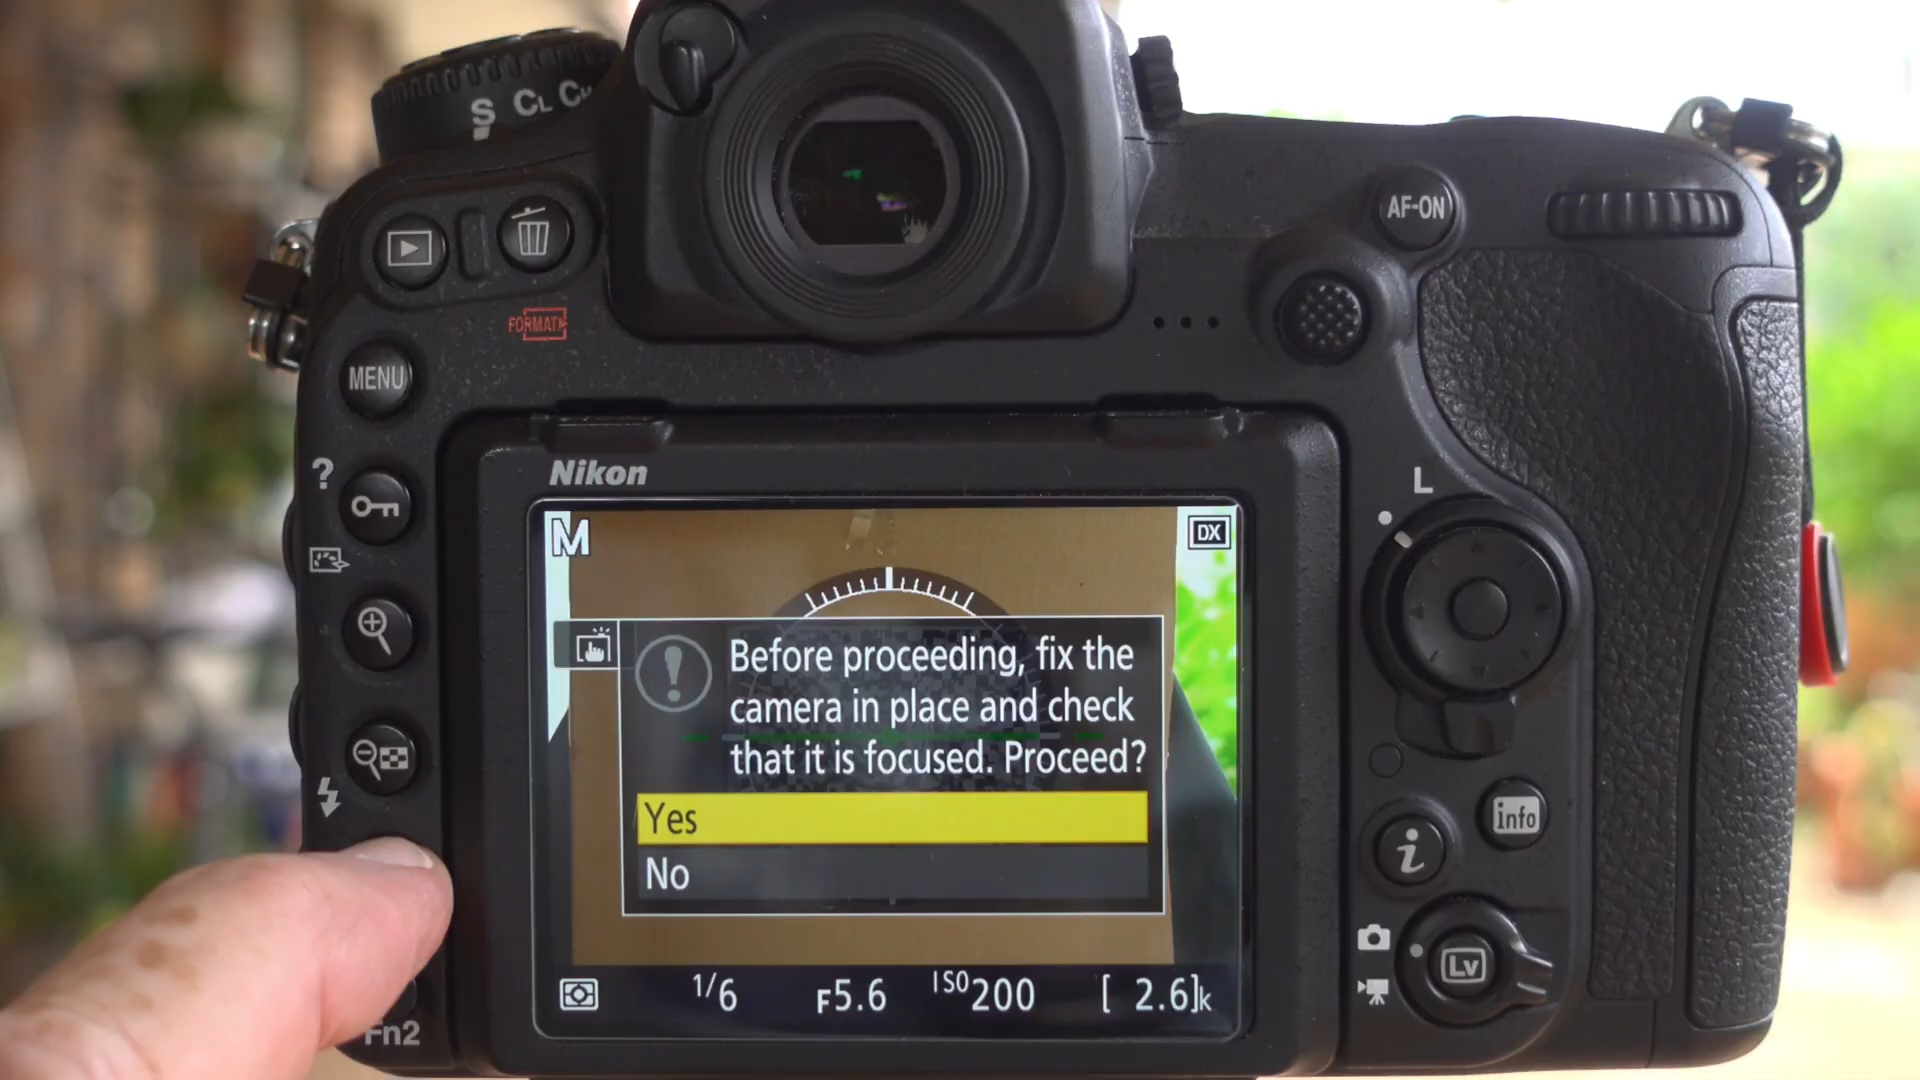 S CL CH
AF-ON
FORMAT
MENU
?
Nikon
L
M
DX
Before proceeding, fix the
camera in place and check
that it is focused. Proceed?
Yes
No
info
i
Lv
1/6 F5.6 ISO200 [ 2.6]k
Fn2